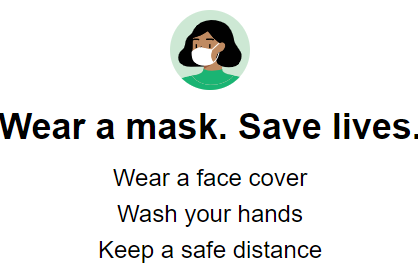 Wear a mask. Save lives.
Wear a face cover
Wash your hands
Keep a safe distance